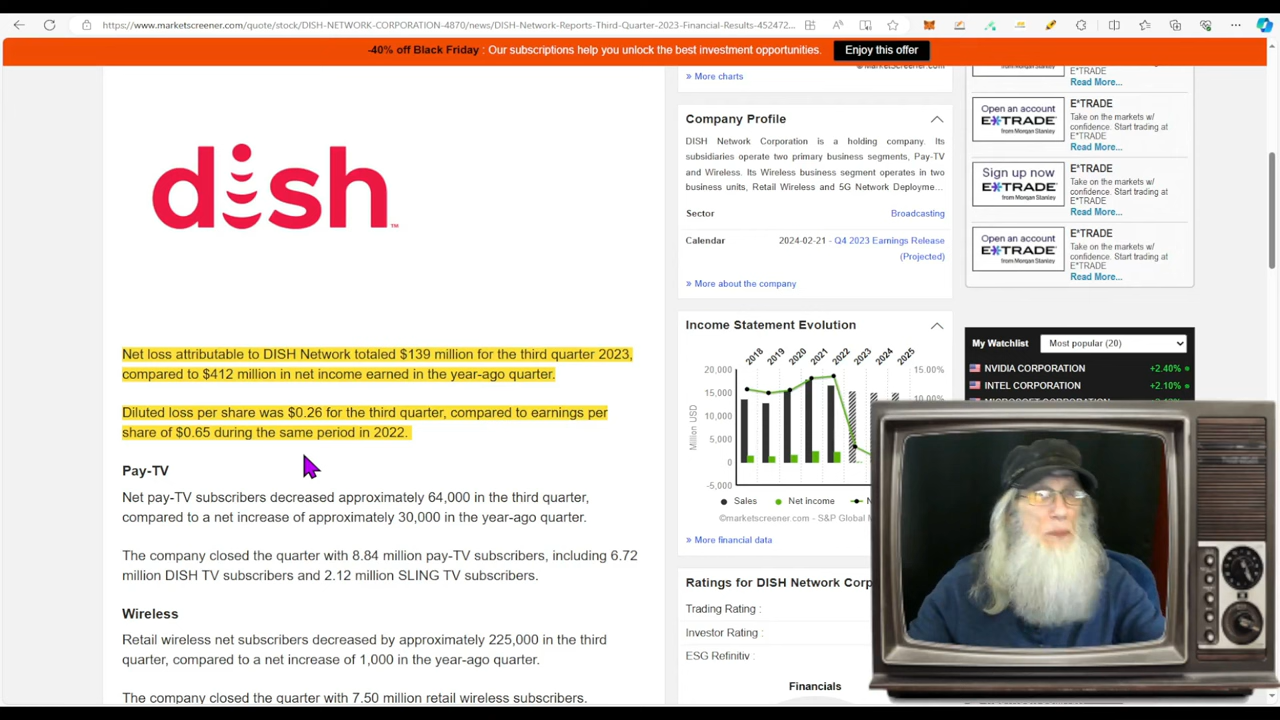 https://www.marketscreener.com/quote/stock/DISH-NETWORK-CORPORATION-4870/news/DISH-Network-Reports-Third-Quarter-2023-Financial-Results-452472...
-40% off Black Friday : Our subscriptions help you unlock the best investment opportunities.
Enjoy this offer
dish
Net loss attributable to DISH Network totaled $139 million for the third quarter 2023,
compared to $412 million in net income earned in the year-ago quarter.
Diluted loss per share was $0.26 for the third quarter, compared to earnings per
share of $0.65 during the same period in 2022.
Pay-TV
Net pay-TV subscribers decreased approximately 64,000 in the third quarter,
compared to a net increase of approximately 30,000 in the year-ago quarter.
The company closed the quarter with 8.84 million pay-TV subscribers, including 6.72
million DISH TV subscribers and 2.12 million SLING TV subscribers.
Wireless
Retail wireless net subscribers decreased by approximately 225,000 in the third
quarter, compared to a net increase of 1,000 in the year-ago quarter.
The company closed the quarter with 7.50 million retail wireless subscribers.
» More charts
Company Profile
DISH Network Corporation is a holding company. Its
subsidiaries operate two primary business segments, Pay-TV
and Wireless. Its Wireless business segment operates in two
business units, Retail Wireless and 5G Network Deployme...
Sector
Broadcasting
Calendar
2024-02-21 - Q4 2023 Earnings Release
(Projected)
» More about the company
Income Statement Evolution
2018 2019 2020 2021 2022 2023 2024 2025
20,000
15.00%
15,000
10,000
5,000
0
-5,000
Million USD
Sales
Net income
©marketscreener.com - S&P Global M
» More financial data
Ratings for DISH Network Corp
Trading Rating :
Investor Rating :
ESG Refinitiv :
Financials
E*TRADE
Read More...
Open an account
E*TRADE
from Morgan Stanley
E*TRADE
Take on the markets w/
confidence. Start trading at
E*TRADE
Read More...
Sign up now
E*TRADE
from Morgan Stanley
E*TRADE
Take on the markets w/
confidence. Start trading at
E*TRADE
Read More...
Open an account
E*TRADE
from Morgan Stanley
E*TRADE
Take on the markets w/
confidence. Start trading at
E*TRADE
Read More...
My Watchlist
Most popular (20)
NVIDIA CORPORATION
+2.40%
INTEL CORPORATION
+2.10%